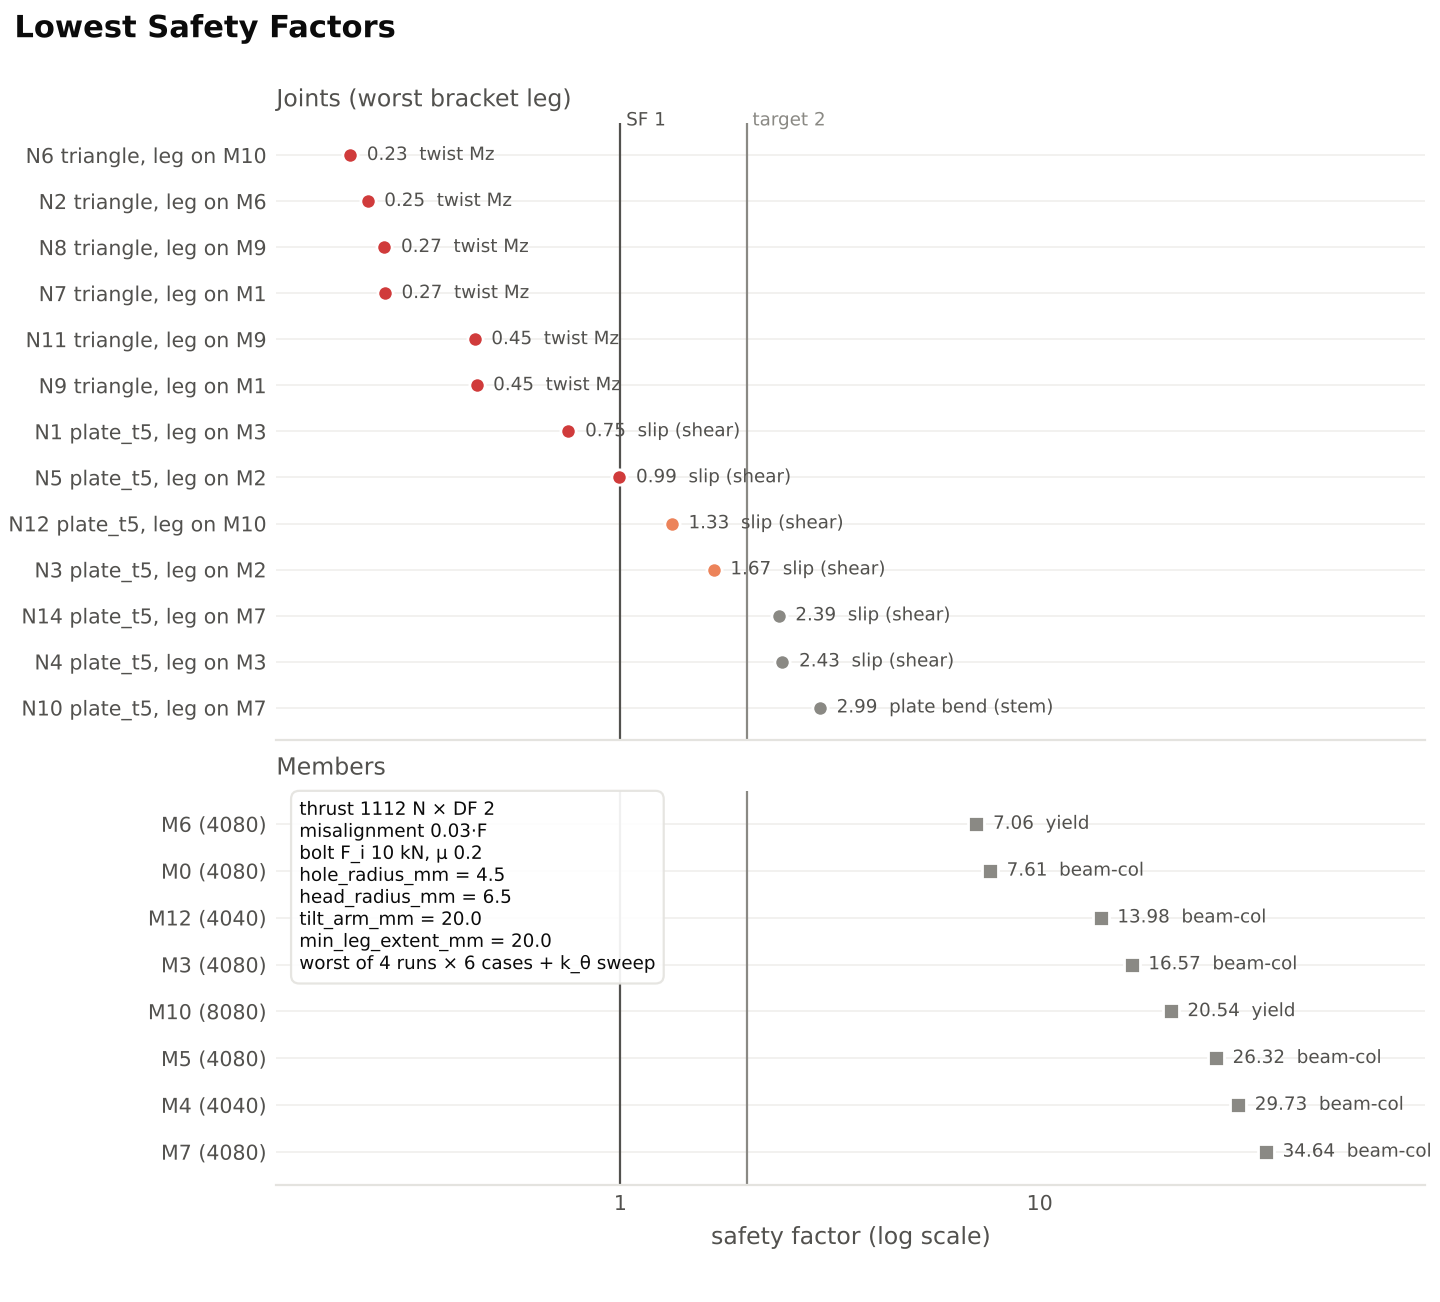 Lowest Safety Factors
Joints (worst bracket leg)
SF 1
target 2
N6 triangle, leg on M10 0.23 twist Mz
N2 triangle, leg on M6 0.25 twist Mz
N8 triangle, leg on M9 0.27 twist Mz
N7 triangle, leg on M1 0.27 twist Mz
N11 triangle, leg on M9 0.45 twist Mz
N9 triangle, leg on M1 0.45 twist Mz
N1 plate_t5, leg on M3 0.75 slip (shear)
N5 plate_t5, leg on M2 0.99 slip (shear)
N12 plate_t5, leg on M10 1.33 slip (shear)
N3 plate_t5, leg on M2 1.67 slip (shear)
N14 plate_t5, leg on M7 2.39 slip (shear)
N4 plate_t5, leg on M3 2.43 slip (shear)
N10 plate_t5, leg on M7 2.99 plate bend (stem)
Members
thrust 1112 N × DF 2
misalignment 0.03·F
bolt F_i 10 kN, μ 0.2
hole_radius_mm = 4.5
head_radius_mm = 6.5
tilt_arm_mm = 20.0
min_leg_extent_mm = 20.0
worst of 4 runs × 6 cases + k_θ sweep
M6 (4080) 7.06 yield
M0 (4080) 7.61 beam-col
M12 (4040) 13.98 beam-col
M3 (4080) 16.57 beam-col
M10 (8080) 20.54 yield
M5 (4080) 26.32 beam-col
M4 (4040) 29.73 beam-col
M7 (4080) 34.64 beam-col
1 10
safety factor (log scale)